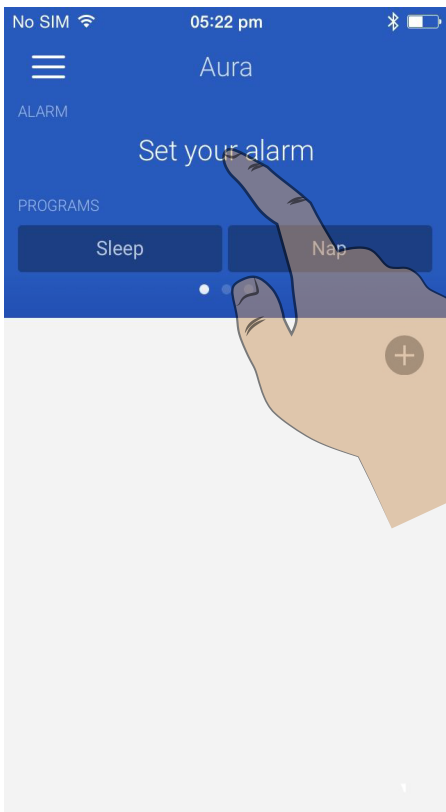 No SIM 05:22 pm
Aura
ALARM
Set your alarm
PROGRAMS
Sleep Nap